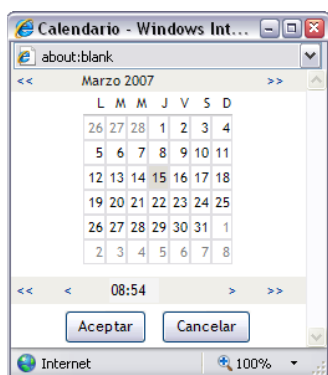 Calendario - Windows Int...
about:blank
<< Marzo 2007 >>
L M M J V S D
26 27 28 1 2 3 4
5 6 7 8 9 10 11
12 13 14 15 16 17 18
19 20 21 22 23 24 25
26 27 28 29 30 31 1
2 3 4 5 6 7 8
<< < 08:54 > >>
Aceptar Cancelar
Internet 100%